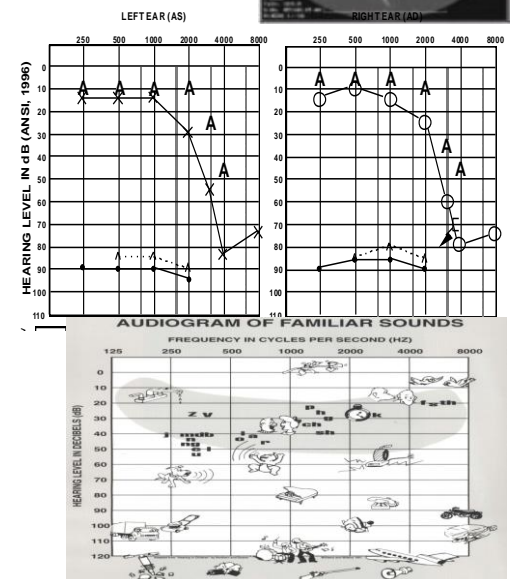 LEFT EAR (AS)
RIGHT EAR (AD)
250 500 1000 2000 4000 8000
250 500 1000 2000 4000 8000
HEARING LEVEL IN dB (ANSI, 1996)
0
10
20
30
40
50
60
70
80
90
100
110
0
10
20
30
40
50
60
70
80
90
100
110
A A A A A A
A A A A A A
AUDIOGRAM OF FAMILIAR SOUNDS
FREQUENCY IN CYCLES PER SECOND (HZ)
125 250 500 1000 2000 4000 8000
HEARING LEVEL IN DECIBELS (dB)
0
10
20
30
40
50
60
70
80
90
100
110
120
z v
p
h
g
k
f s th
ch
sh
j mdb
n
ng
e l
u
i a
o r